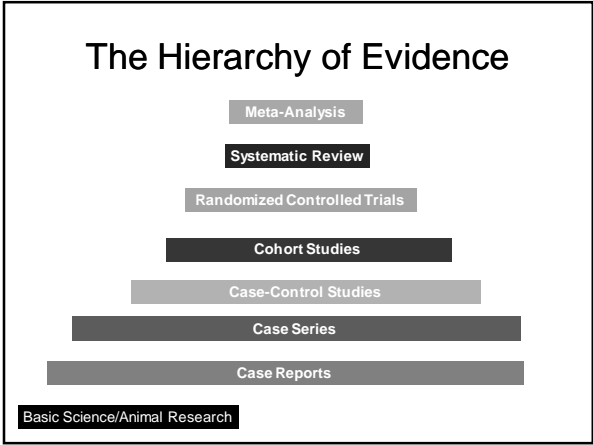 The Hierarchy of Evidence
Meta-Analysis
Systematic Review
Randomized Controlled Trials
Cohort Studies
Case-Control Studies
Case Series
Case Reports
Basic Science/Animal Research